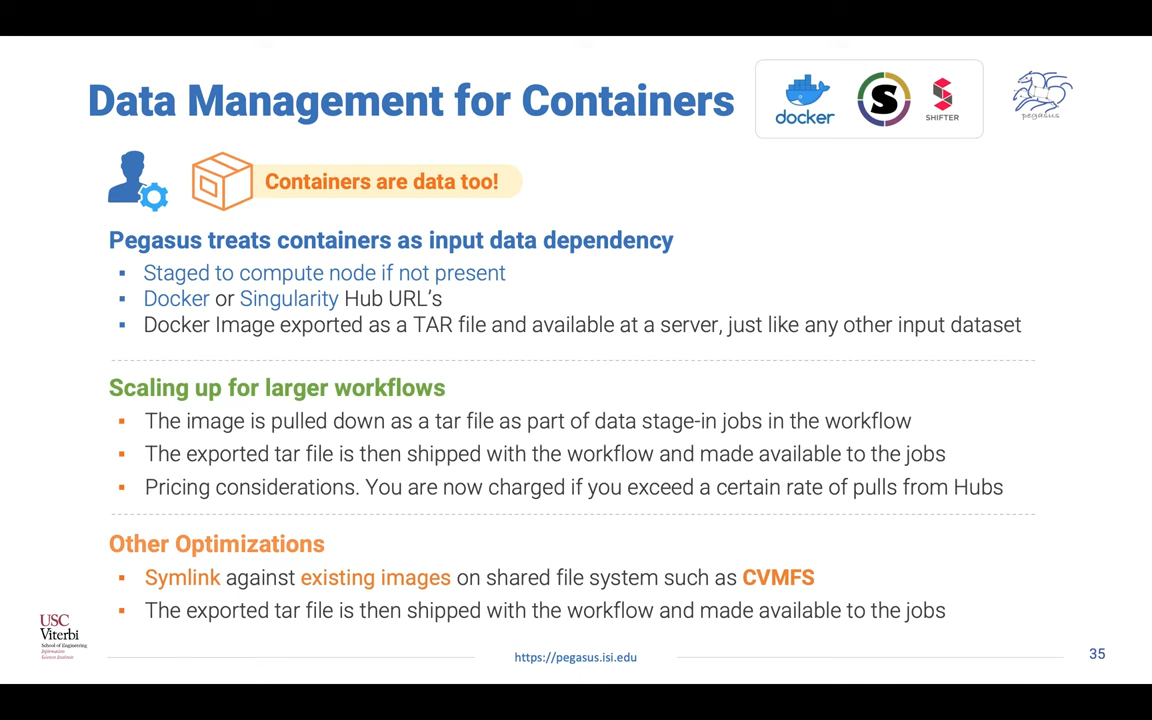 Data Management for Containers
docker
S
SHIFTER
pegasus
Containers are data too!
Pegasus treats containers as input data dependency
▪ Staged to compute node if not present
▪ Docker or Singularity Hub URL's
▪ Docker Image exported as a TAR file and available at a server, just like any other input dataset
Scaling up for larger workflows
▪ The image is pulled down as a tar file as part of data stage-in jobs in the workflow
▪ The exported tar file is then shipped with the workflow and made available to the jobs
▪ Pricing considerations. You are now charged if you exceed a certain rate of pulls from Hubs
Other Optimizations
▪ Symlink against existing images on shared file system such as CVMFS
▪ The exported tar file is then shipped with the workflow and made available to the jobs
USC
Viterbi
School of Engineering
Information
Sciences Institute
https://pegasus.isi.edu
35